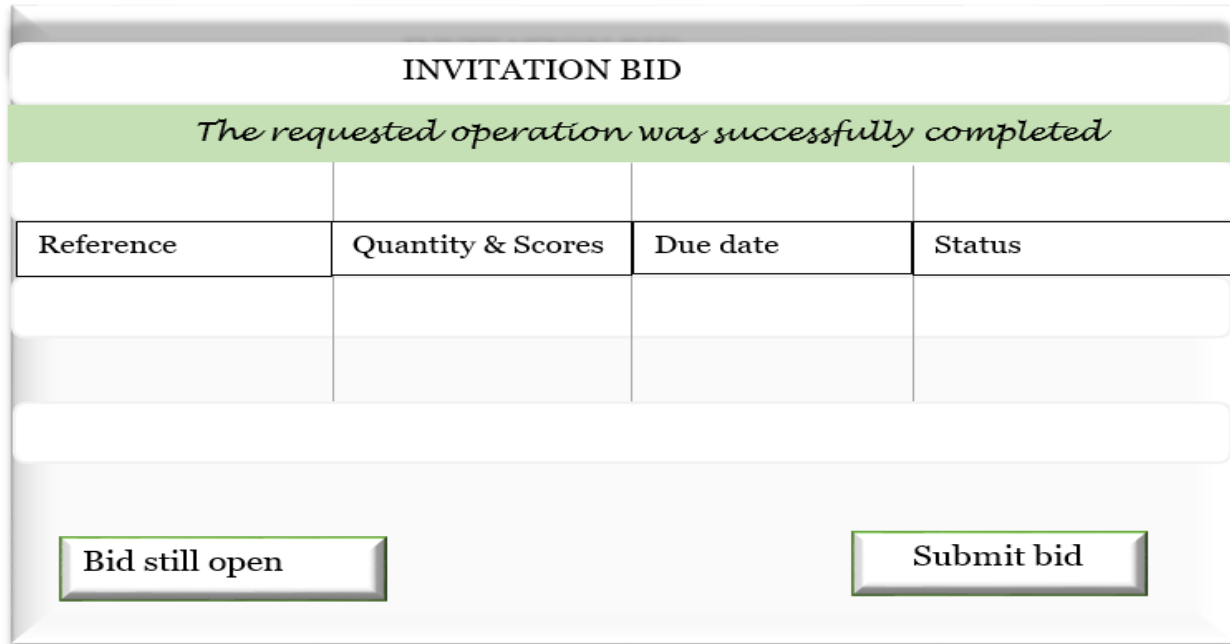 INVITATION BID
The requested operation was successfully completed
Reference Quantity & Scores Due date Status
Bid still open Submit bid